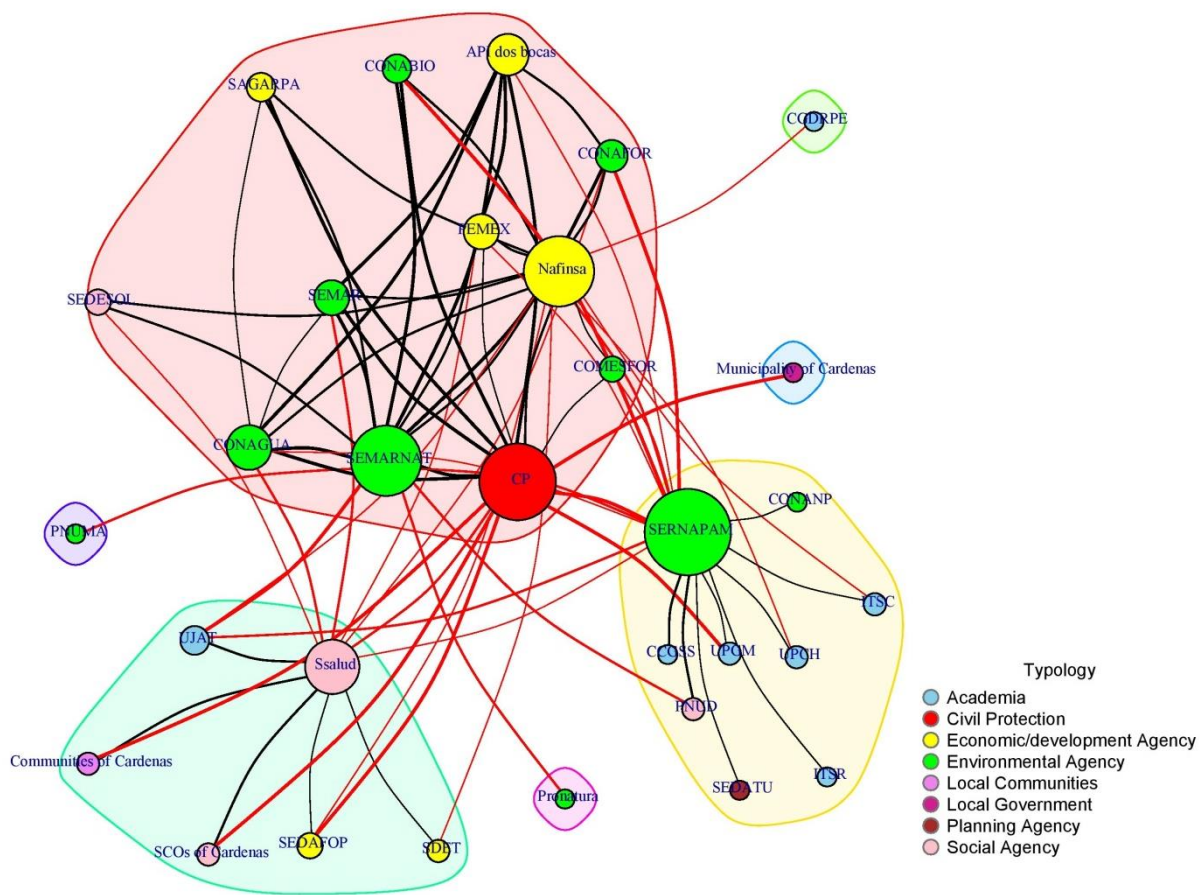 API dos bocas
CONABIO
SAGARPA
CGDRPE
CONAFOR
PEMEX
Nafinsa
SEMAR
SEDESOL
COMESFOR
Municipality of Cardenas
CONAGUA
SEMARNAT
CP
CONANP
PNUMA
SERNAPAM
ITSC
UJAT
CCGSS
UPGM
UPCH
Ssalud
PNUD
Communities of Cardenas
ITSR
SEDATU
Pronatura
SCOs of Cardenas
SEDAFOP
SDET
Typology
Academia
Civil Protection
Economic/development Agency
Environmental Agency
Local Communities
Local Government
Planning Agency
Social Agency